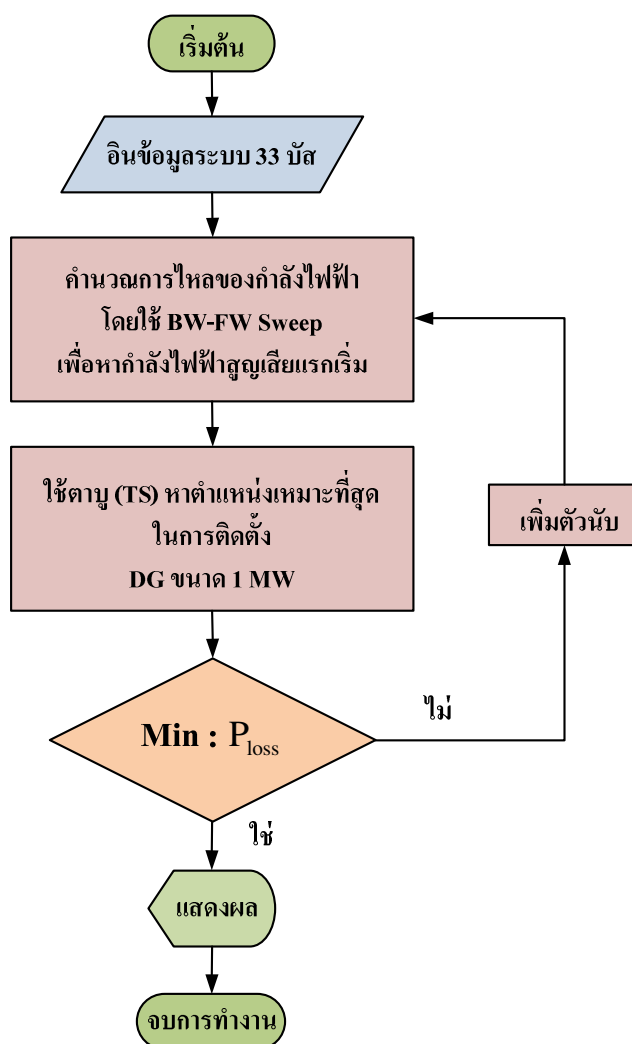 เริ่มต้น
อินข้อมูลระบบ 33 บัส
คำนวณการไหลของกำลังไฟฟ้า
โดยใช้ BW-FW Sweep
เพื่อหากำลังไฟฟ้าสูญเสียแรกเริ่ม
ใช้ตาบู (TS) หาตำแหน่งเหมาะที่สุด
ในการติดตั้ง
DG ขนาด 1 MW
เพิ่มตัวนับ
Min : Ploss
ไม่
ใช่
แสดงผล
จบการทำงาน